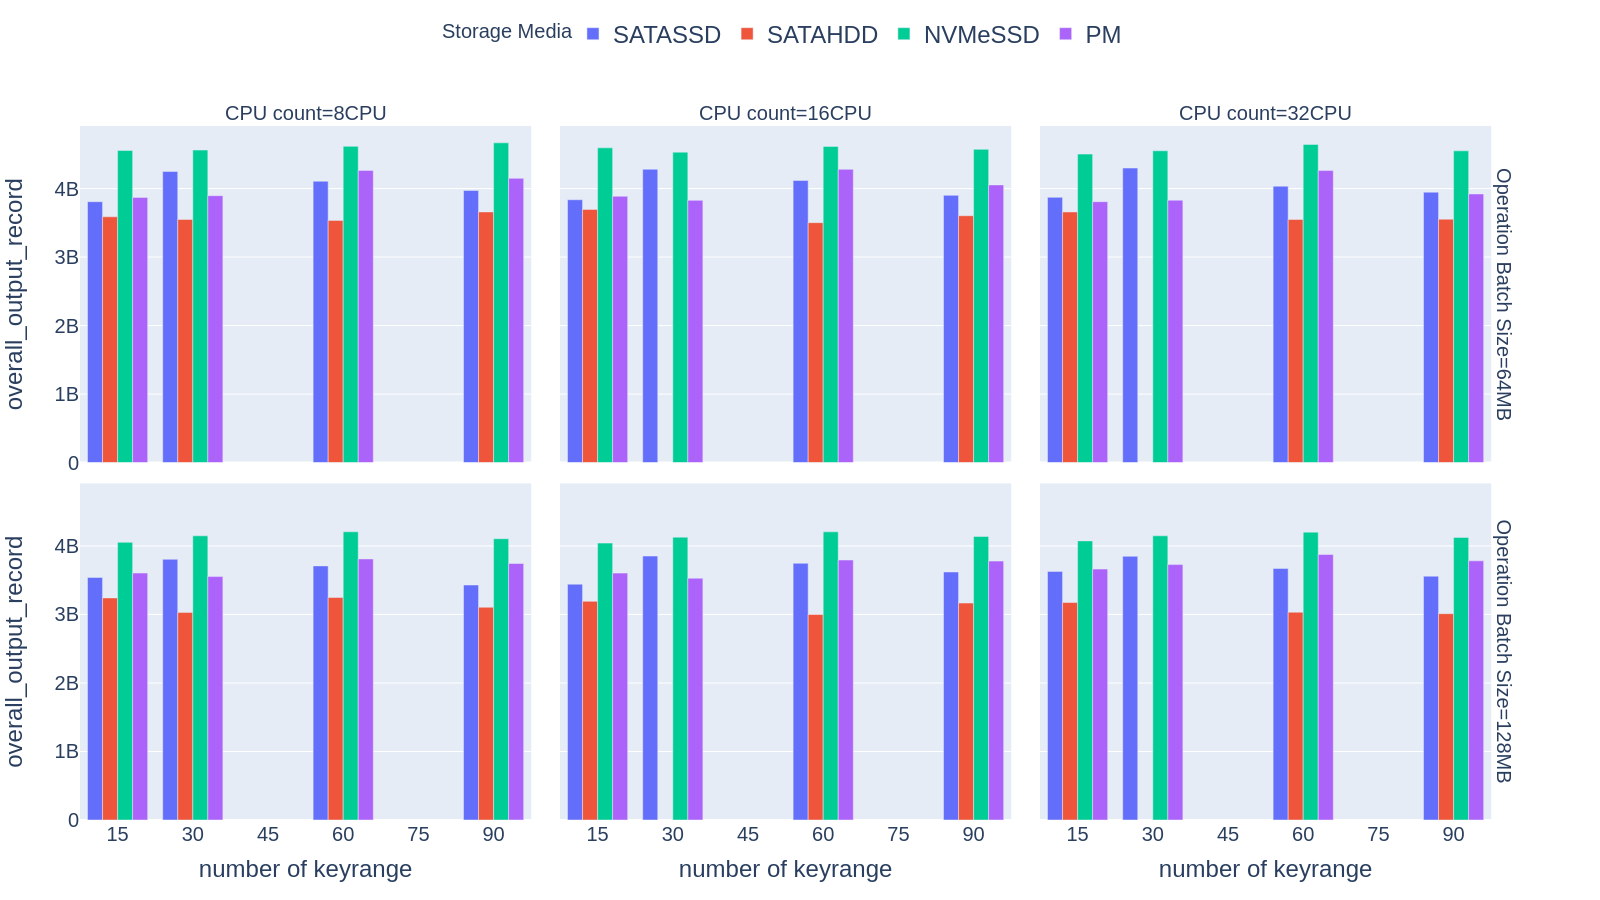 Storage Media SATASSD SATAHDD NVMeSSD PM
CPU count=8CPU CPU count=16CPU CPU count=32CPU
overall_output_record
4B
3B
2B
1B
0
Operation Batch Size=64MB
overall_output_record
4B
3B
2B
1B
0
Operation Batch Size=128MB
15 30 45 60 75 90 15 30 45 60 75 90 15 30 45 60 75 90
number of keyrange number of keyrange number of keyrange